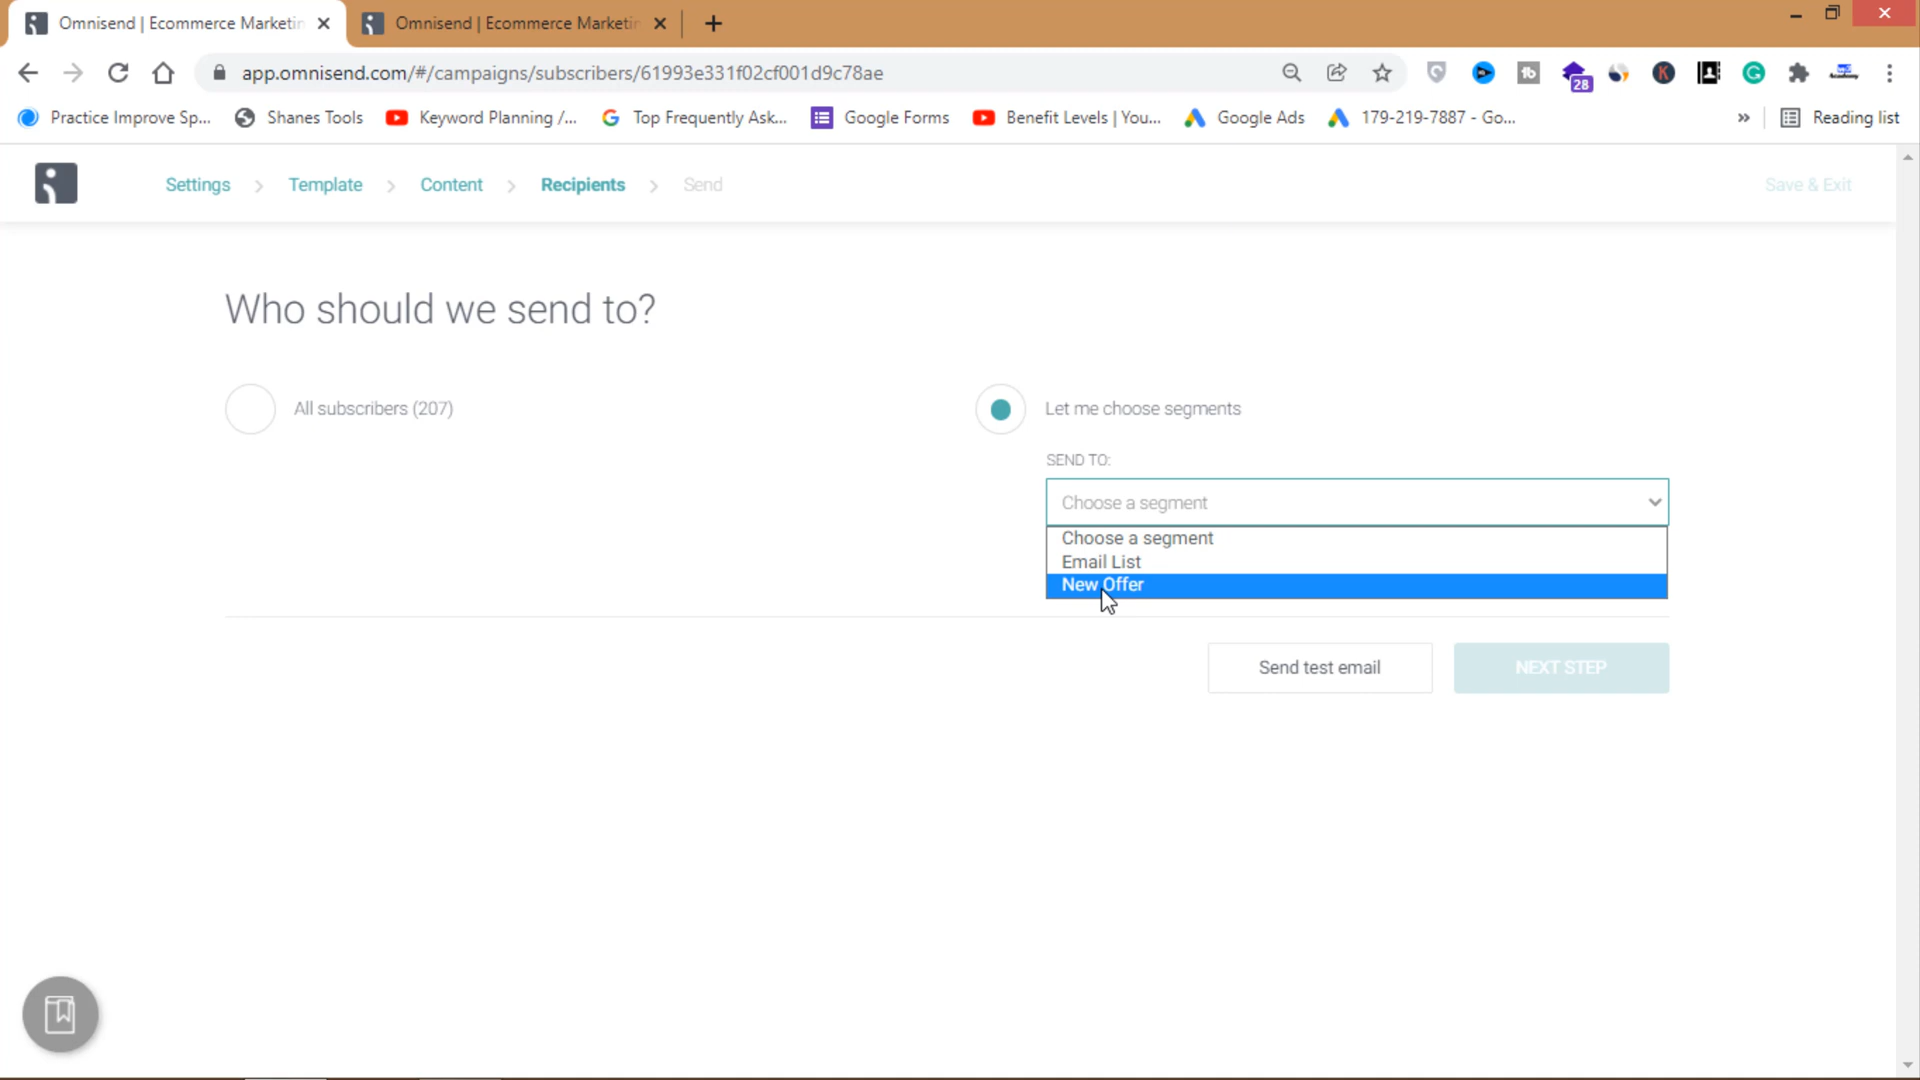 Omnisend | Ecommerce Marketin
Omnisend | Ecommerce Marketin
app.omnisend.com/#/campaigns/subscribers/61993e331f02cf001d9c78ae
28
Practice Improve Sp...
Shanes Tools
Keyword Planning /...
Top Frequently Ask...
Google Forms
Benefit Levels | You...
Google Ads
179-219-7887 - Go...
»
Reading list
Settings
Template
Content
Recipients
Send
Save & Exit
Who should we send to?
All subscribers (207)
Let me choose segments
SEND TO:
Choose a segment
Choose a segment
Email List
New Offer
Send test email
NEXT STEP